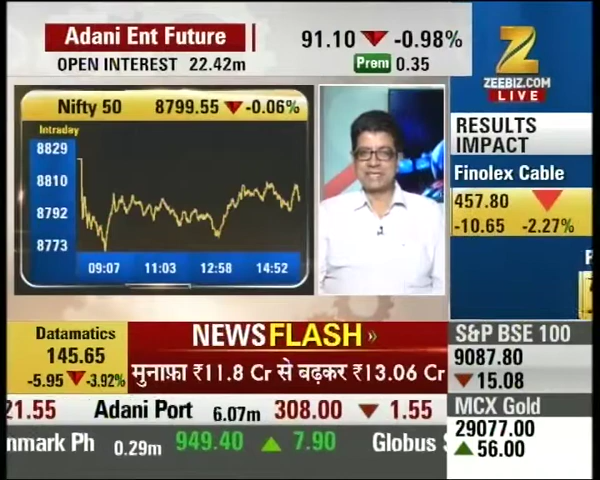 Adani Ent Future
91.10 -0.98%
OPEN INTEREST 22.42m
Prem 0.35
ZEEBIZ.COM
LIVE
Nifty 50 8799.55 -0.06%
Intraday
8829
8810
8792
8773
09:07 11:03 12:58 14:52
RESULTS
IMPACT
Finolex Cable
457.80
-10.65 -2.27%
Datamatics
145.65
-5.95 -3.92%
NEWSFLASH
मुनाफ़ा ₹11.8 Cr से बढ़कर ₹13.06 Cr
S&P BSE 100
9087.80
15.08
MCX Gold
29077.00
56.00
21.55 Adani Port 6.07m 308.00 1.55
nmark Ph 0.29m 949.40 7.90 Globus